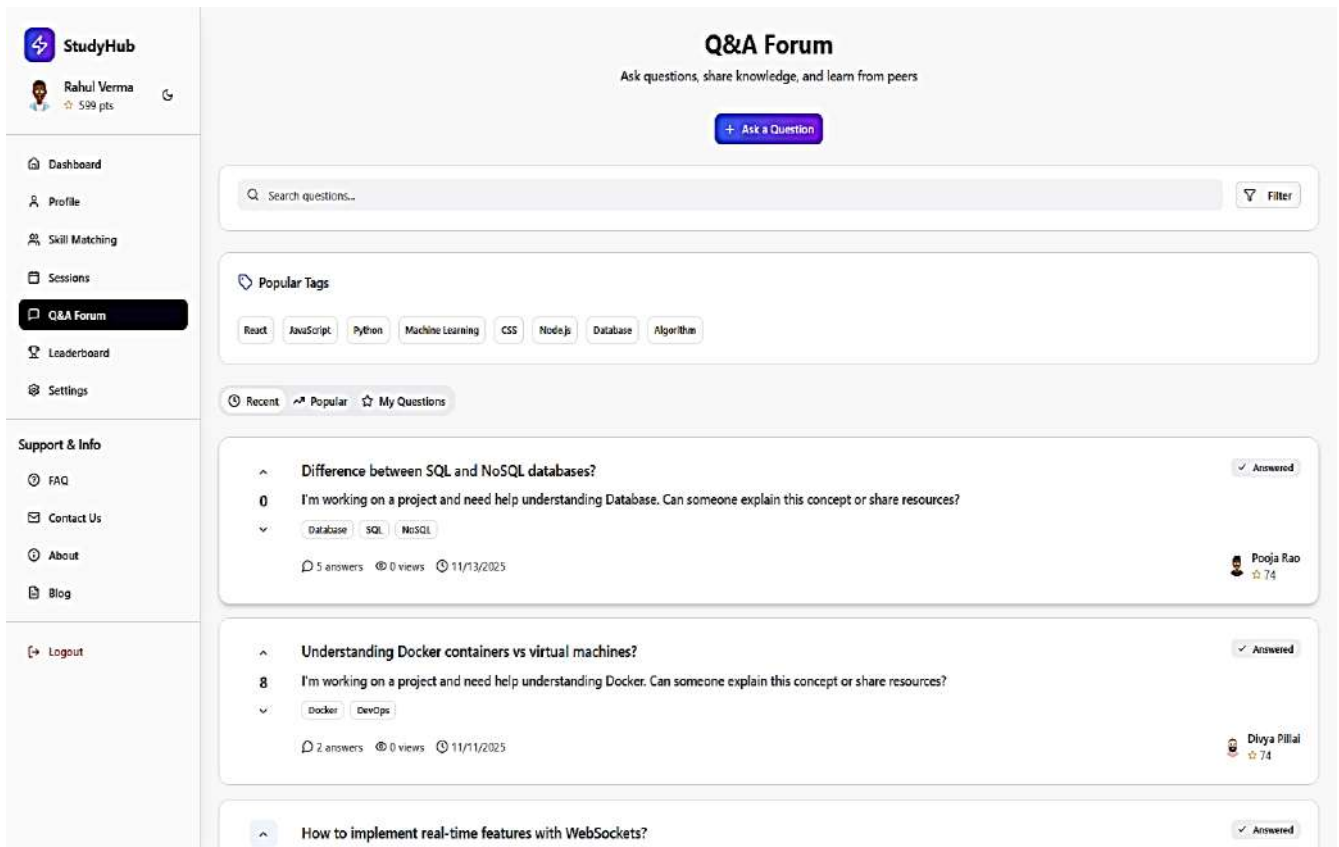 StudyHub
Rahul Verma
599 pts
Dashboard
Profile
Skill Matching
Sessions
Q&A Forum
Leaderboard
Settings
Support & Info
FAQ
Contact Us
About
Blog
Logout
Q&A Forum
Ask questions, share knowledge, and learn from peers
+ Ask a Question
Search questions...
Filter
Popular Tags
React JavaScript Python Machine Learning CSS Node.js Database Algorithm
Recent Popular My Questions
Difference between SQL and NoSQL databases?
Answered
0
I'm working on a project and need help understanding Database. Can someone explain this concept or share resources?
Database SQL NoSQL
5 answers 0 views 11/13/2025
Pooja Rao
74
Understanding Docker containers vs virtual machines?
Answered
8
I'm working on a project and need help understanding Docker. Can someone explain this concept or share resources?
Docker DevOps
2 answers 0 views 11/11/2025
Divya Pillai
74
How to implement real-time features with WebSockets?
Answered